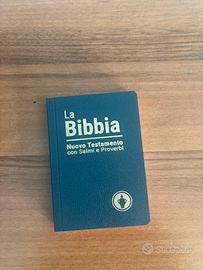 La
Bibbia
Nuovo Testamento
con Salmi e Proverbi